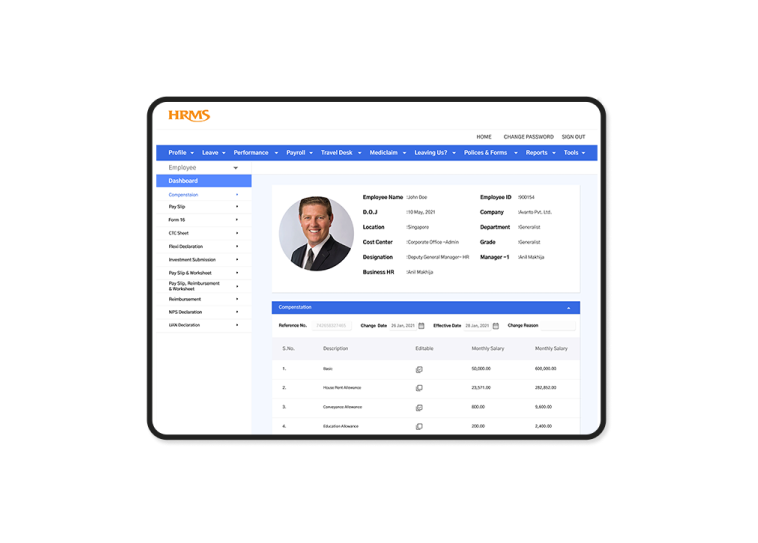 HRMS
HOME CHANGE PASSWORD SIGN OUT
Profile Leave Performance Payroll Travel Desk Mediclaim Leaving Us? Polices & Forms Reports Tools
Employee
Dashboard
Compenstaion
Pay Slip
Form 16
CTC Sheet
Flexi Declaration
Investment Submission
Pay Slip & Worksheet
Pay Slip, Reimbursement
& Worksheet
Reimbursement
NPS Declaration
Declaration
Employee Name :John Doe Employee ID :900154
D.O.J :10 May, 2021 Company :Avanto Pvt. Ltd.
Location :Singapore Department :Generalist
Cost Center :Corporate Office -Admin Grade :Generalist
Designation :Deputy General Manager- HR Manager -1 :Anil Makhija
Business HR :Anil Makhija
Compenstation
Reference No. Change Date 28 Jan, 2021 Effective Date 28 Jan, 2021 Change Reason
S.No. Description Editable Monthly Salary Monthly Salary
1. Basic 50,000.00 600,000.00
2. House Rent Allowance 23,571.00 282,852.00
3. Conveyance Allowance 800.00 9,600.00
4. Education Allowance 200.00 2,400.00